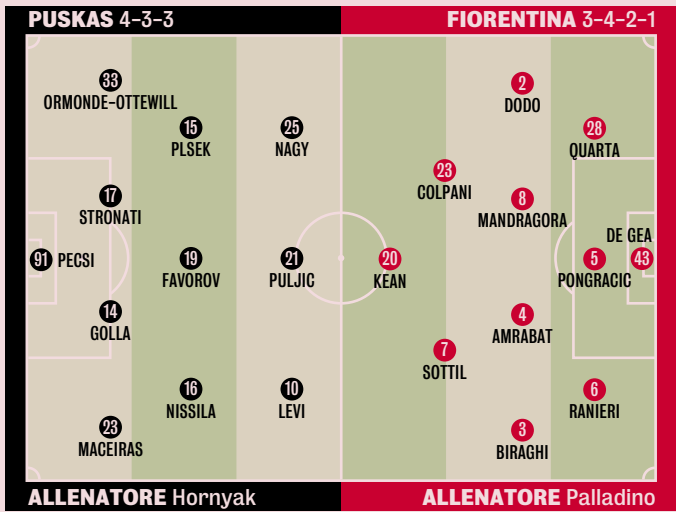 PUSKAS 4-3-3
FIORENTINA 3-4-2-1
33
ORMONDE-OTTEWILL
15
PLSEK
25
NAGY
17
STRONATI
91 PECSI
19
FAVOROV
21
PULJIC
14
GOLLA
16
NISSILA
10
LEVI
23
MACEIRAS
2
DODO
28
QUARTA
23
COLPANI
8
MANDRAGORA
DE GEA
43
20
KEAN
5
PONGRACIC
4
AMRABAT
7
SOTTIL
6
RANIERI
3
BIRAGHI
ALLENATORE Hornyak
ALLENATORE Palladino